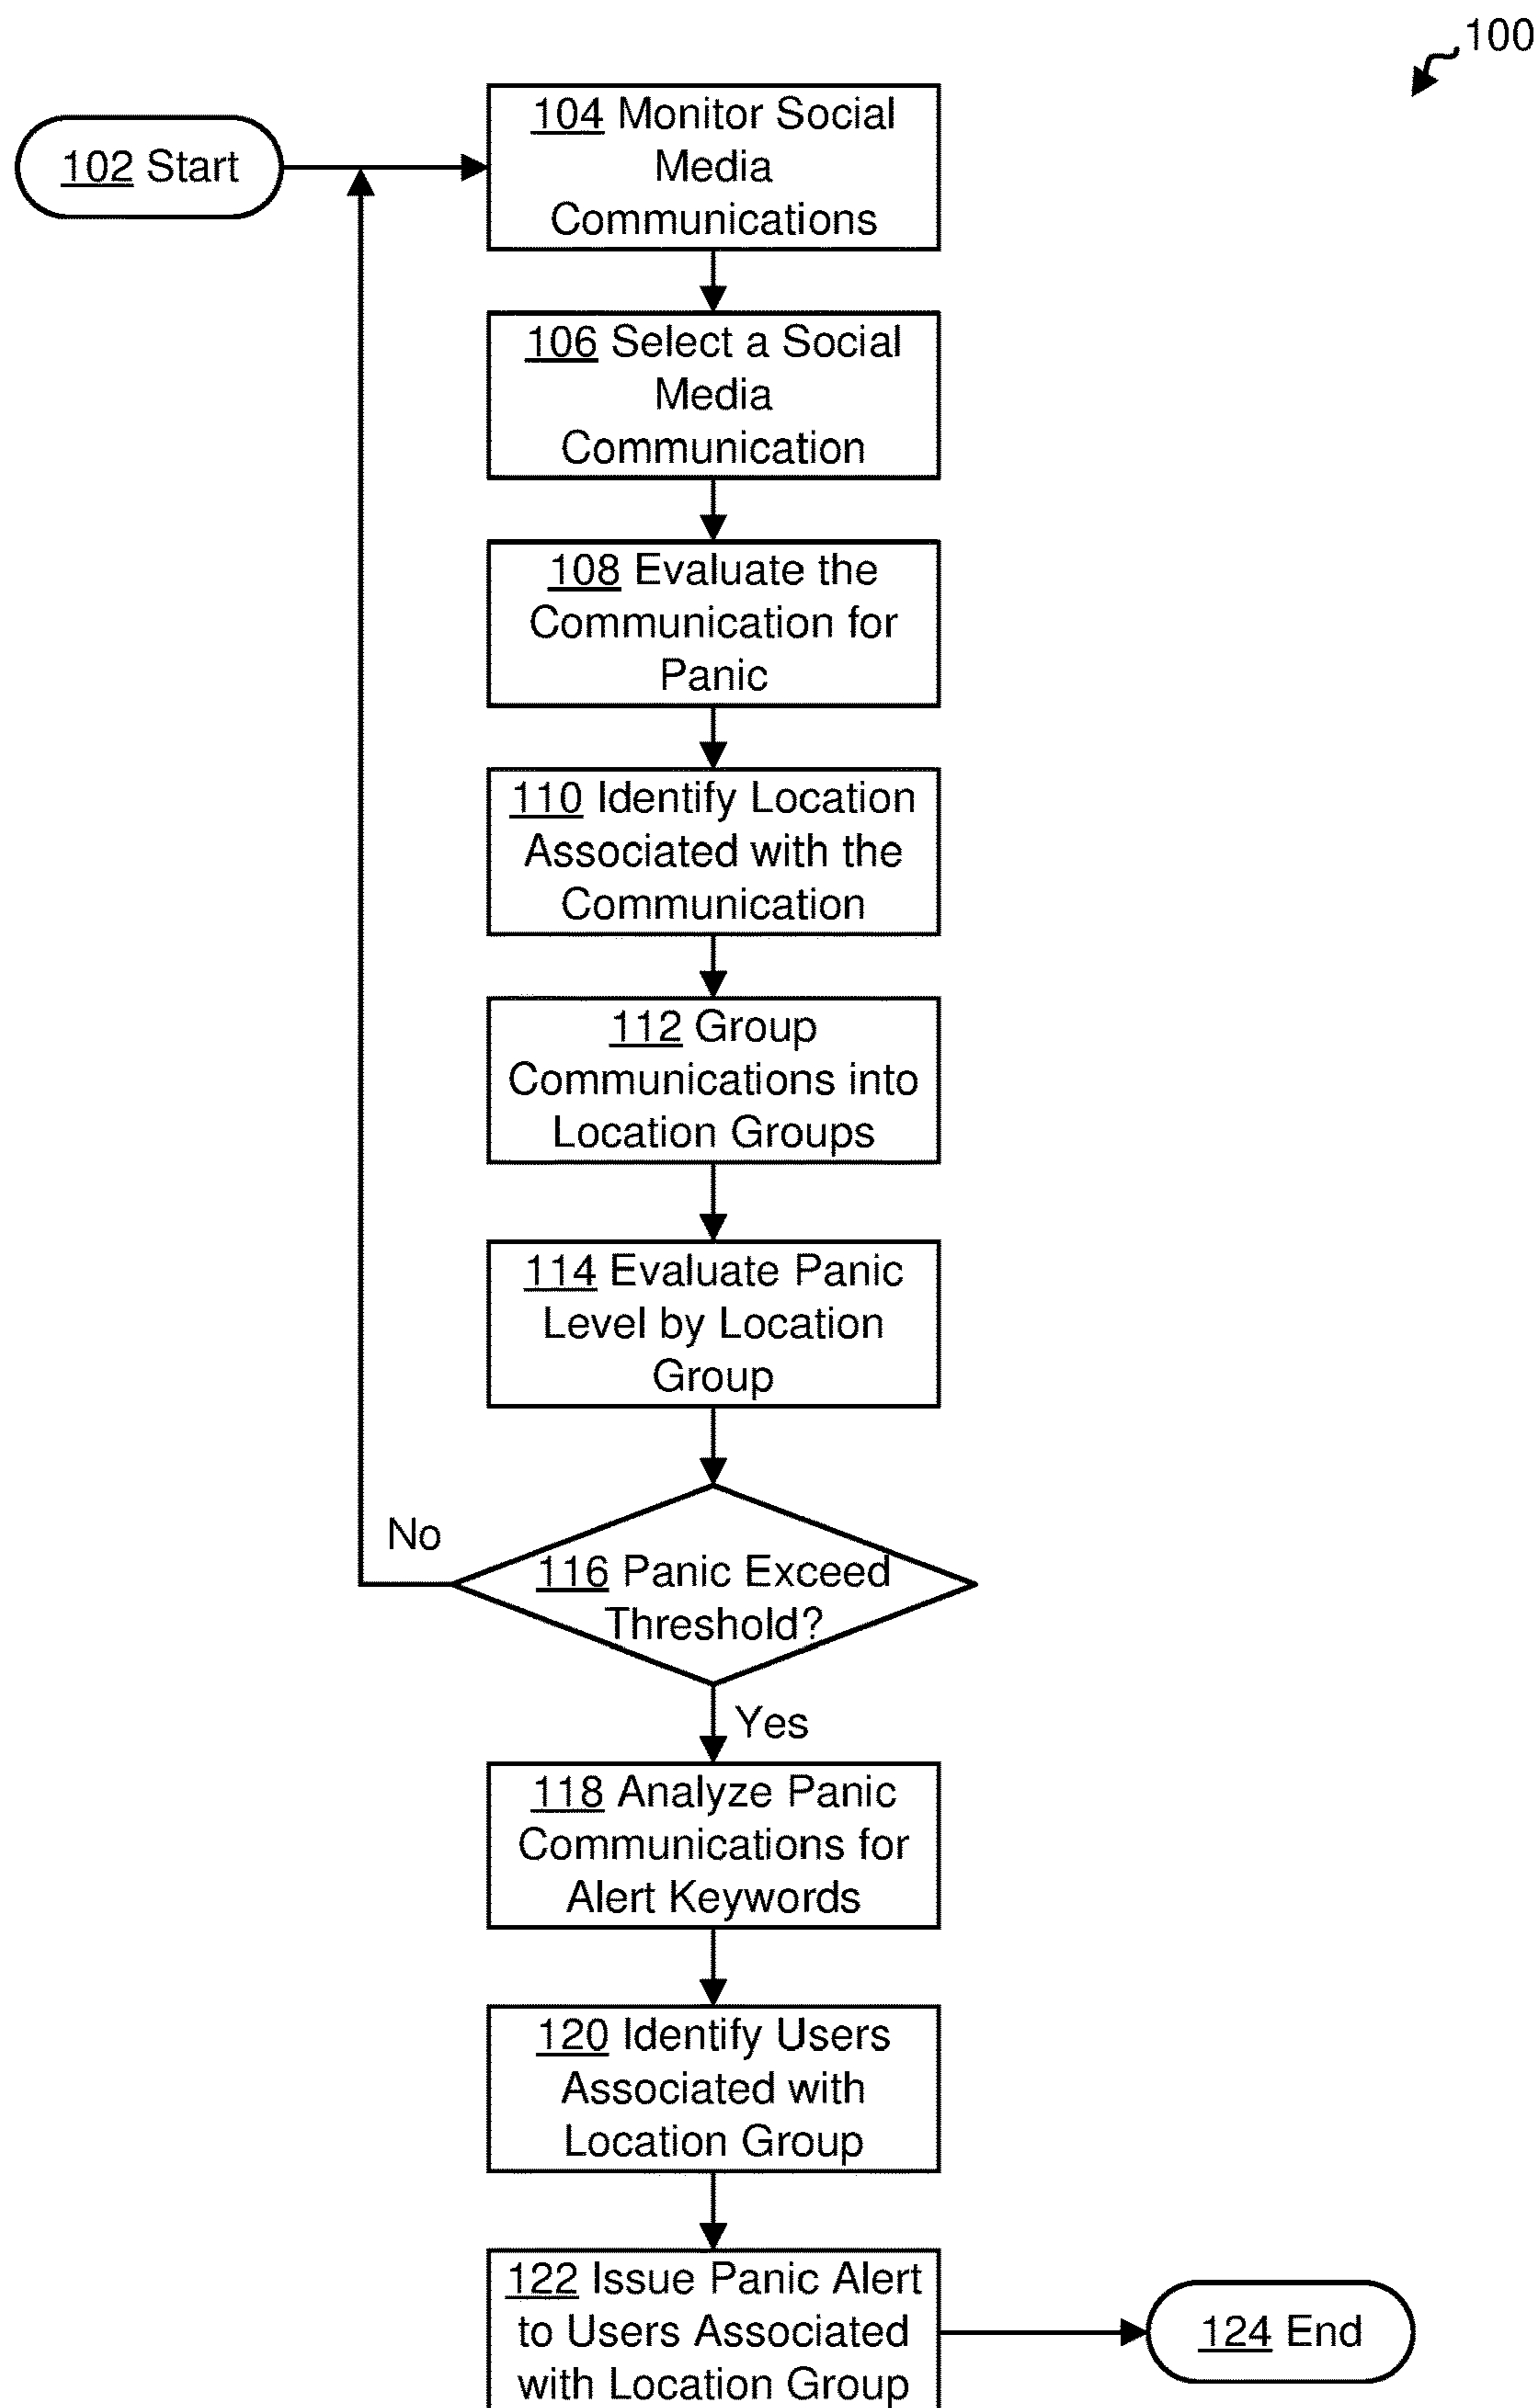 100
102 Start
104 Monitor Social
Media
Communications
106 Select a Social
Media
Communication
108 Evaluate the
Communication for
Panic
110 Identify Location
Associated with the
Communication
112 Group
Communications into
Location Groups
114 Evaluate Panic
Level by Location
Group
No
116 Panic Exceed
Threshold?
Yes
118 Analyze Panic
Communications for
Alert Keywords
120 Identify Users
Associated with
Location Group
122 Issue Panic Alert
to Users Associated
with Location Group
124 End